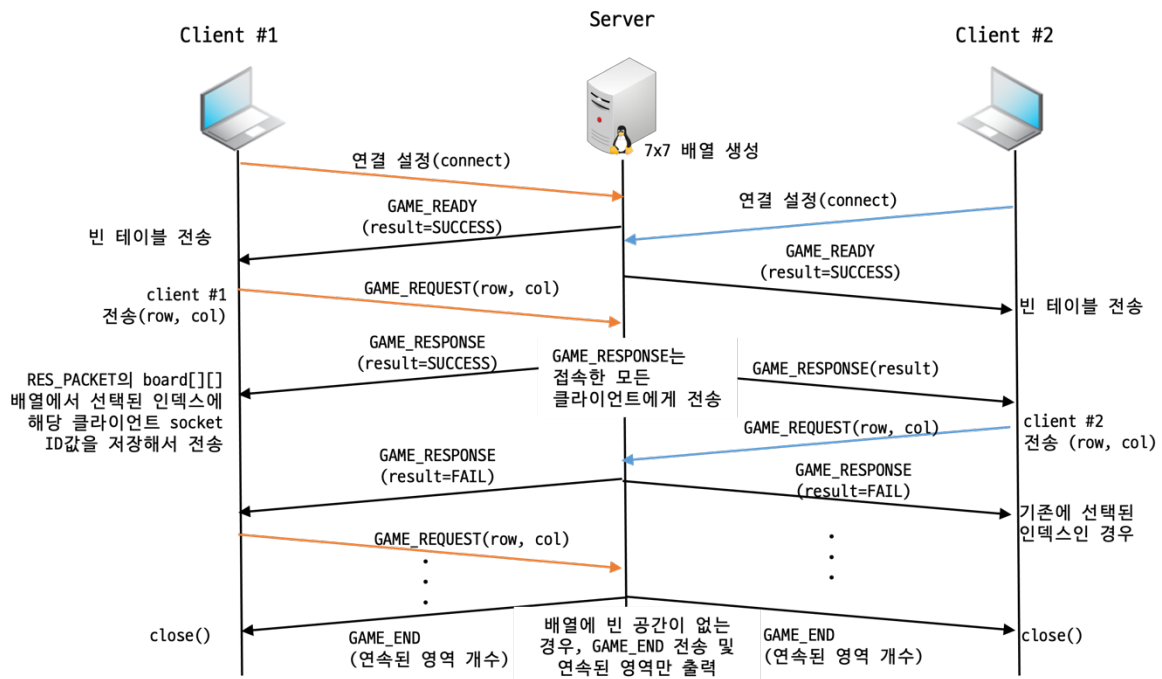 Server
Client #1
Client #2
7x7 배열 생성
연결 설정(connect)
연결 설정(connect)
GAME_READY
(result=SUCCESS)
빈 테이블 전송
GAME_READY
(result=SUCCESS)
client #1
전송(row, col)
GAME_REQUEST(row, col)
빈 테이블 전송
GAME_RESPONSE
(result=SUCCESS)
GAME_RESPONSE는
접속한 모든
클라이언트에게 전송
GAME_RESPONSE(result)
RES_PACKET의 board[][]
배열에서 선택된 인덱스에
해당 클라이언트 socket
ID값을 저장해서 전송
GAME_REQUEST(row, col)
client #2
전송 (row, col)
GAME_RESPONSE
(result=FAIL)
GAME_RESPONSE
(result=FAIL)
기존에 선택된
인덱스인 경우
GAME_REQUEST(row, col)
close()
GAME_END
(연속된 영역 개수)
배열에 빈 공간이 없는
경우, GAME_END 전송 및
연속된 영역만 출력
GAME_END
(연속된 영역 개수)
close()